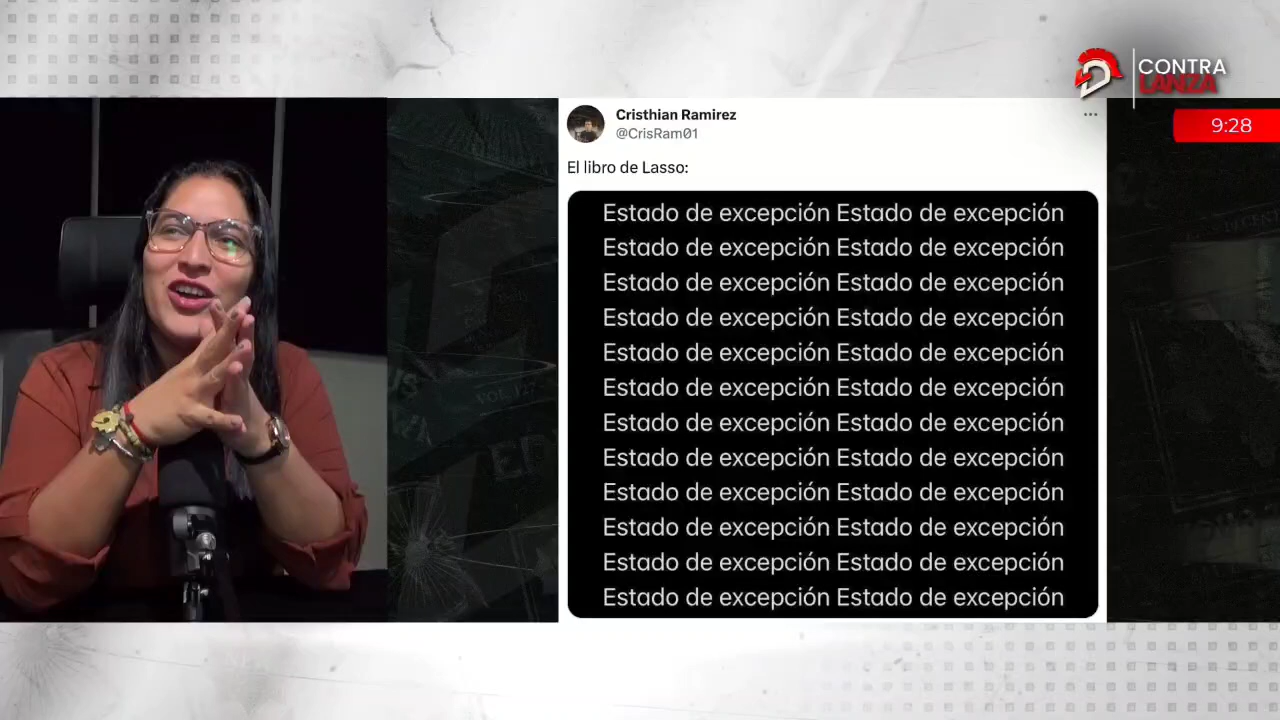 CONTRA
LANZA
9:28
Cristhian Ramirez
@CrisRam01
El libro de Lasso:
Estado de excepción Estado de excepción
Estado de excepción Estado de excepción
Estado de excepción Estado de excepción
Estado de excepción Estado de excepción
Estado de excepción Estado de excepción
Estado de excepción Estado de excepción
Estado de excepción Estado de excepción
Estado de excepción Estado de excepción
Estado de excepción Estado de excepción
Estado de excepción Estado de excepción
Estado de excepción Estado de excepción
Estado de excepción Estado de excepción